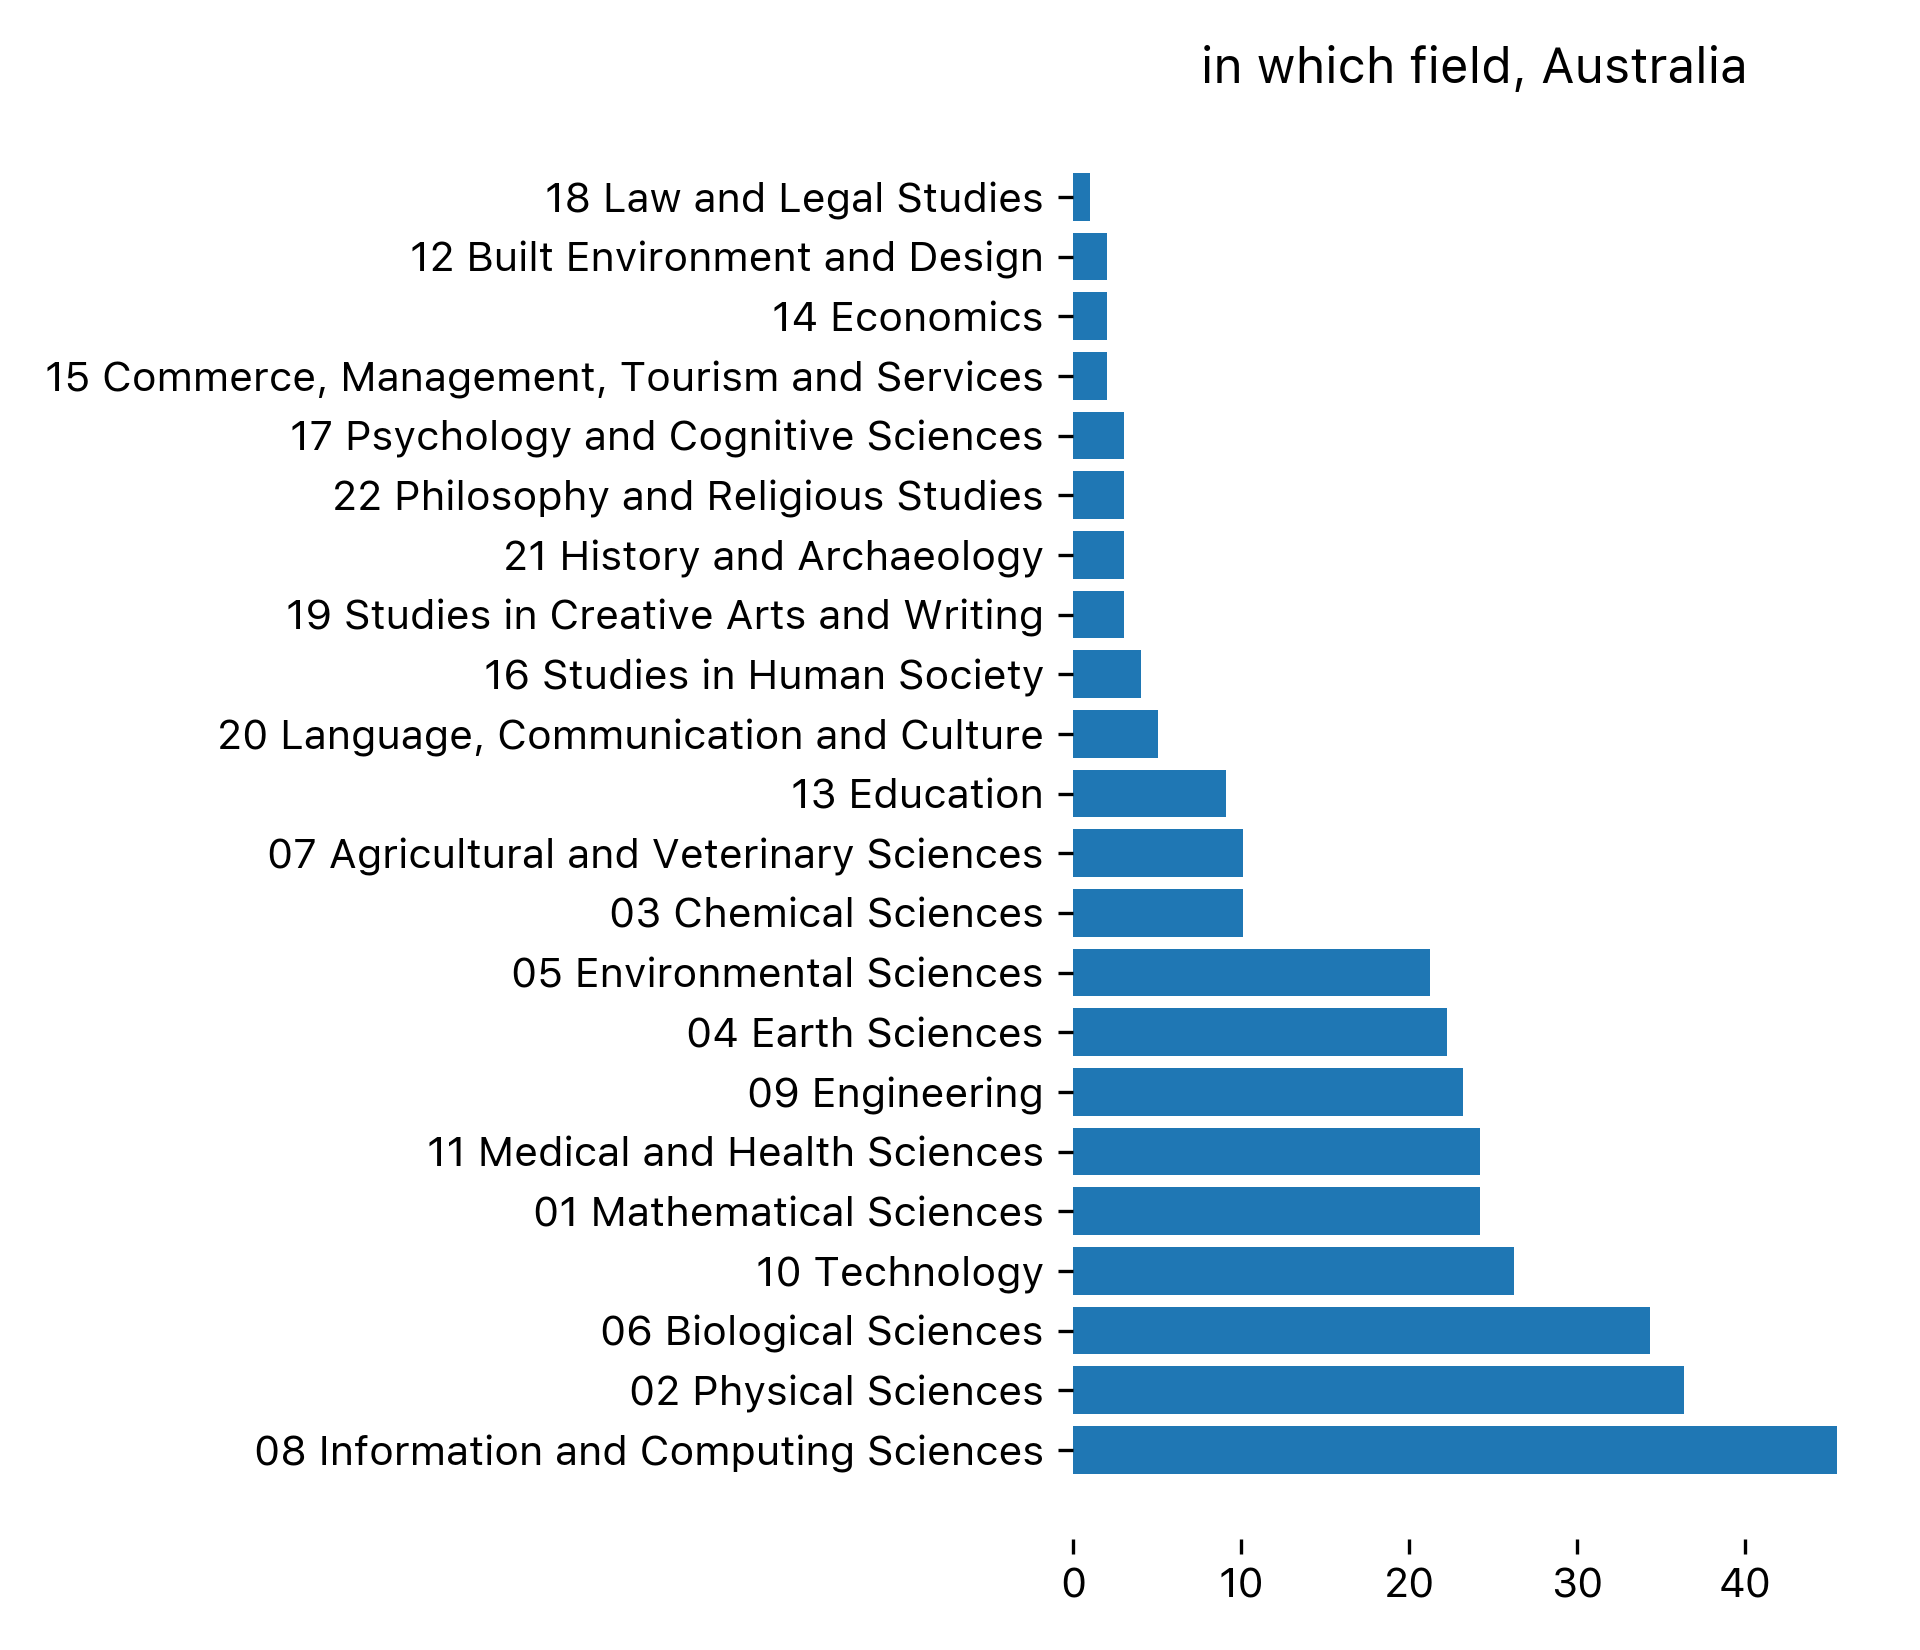 in which field, Australia
18 Law and Legal Studies
12 Built Environment and Design
14 Economics
15 Commerce, Management, Tourism and Services
17 Psychology and Cognitive Sciences
22 Philosophy and Religious Studies
21 History and Archaeology
19 Studies in Creative Arts and Writing
16 Studies in Human Society
20 Language, Communication and Culture
13 Education
07 Agricultural and Veterinary Sciences
03 Chemical Sciences
05 Environmental Sciences
04 Earth Sciences
09 Engineering
11 Medical and Health Sciences
01 Mathematical Sciences
10 Technology
06 Biological Sciences
02 Physical Sciences
08 Information and Computing Sciences
0 10 20 30 40